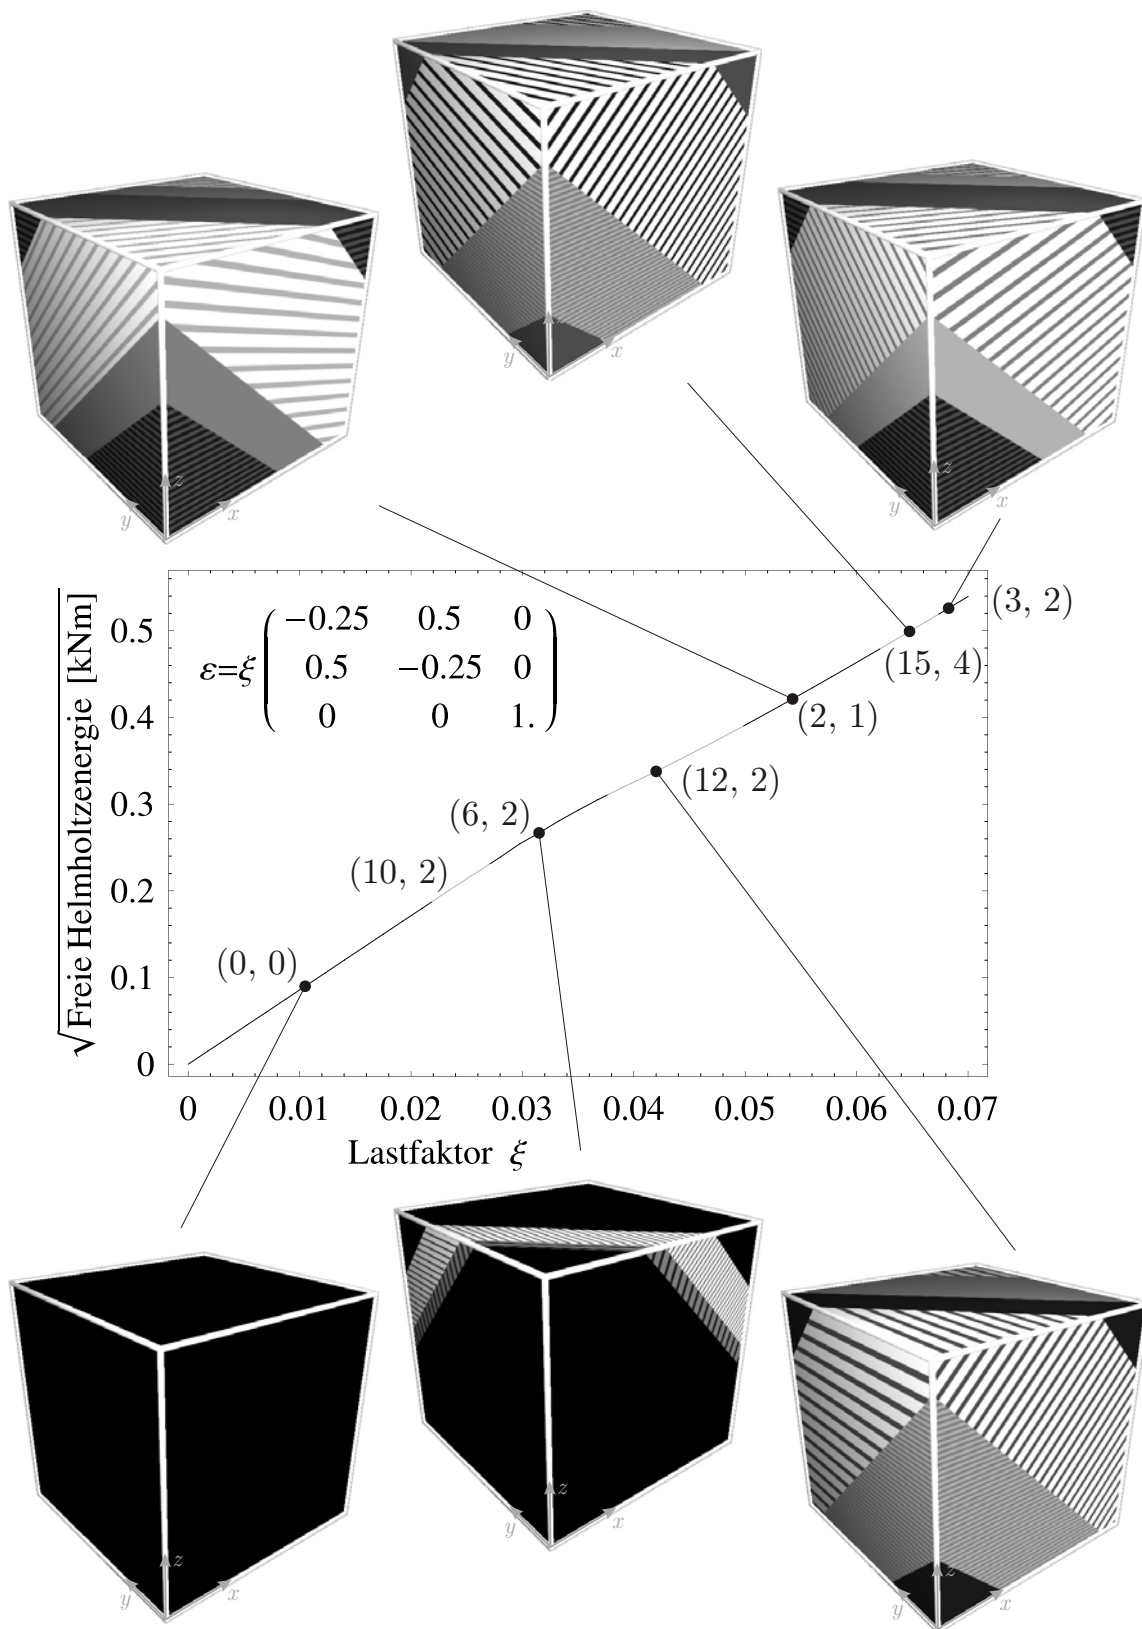 y
x
z
y
x
z
y
x
(3, 2)
(15, 4)
(2, 1)
(12, 2)
(6, 2)
(10, 2)
(0, 0)
ε=ξ
−0.25 0.5 0
0.5 −0.25 0
0 0 1.
√Freie Helmholtzenergie [kNm]
0.5
0.4
0.3
0.2
0.1
0
0 0.01 0.02 0.03 0.04 0.05 0.06 0.07
Lastfaktor ξ
z
y
x
z
y
x
z
y
x